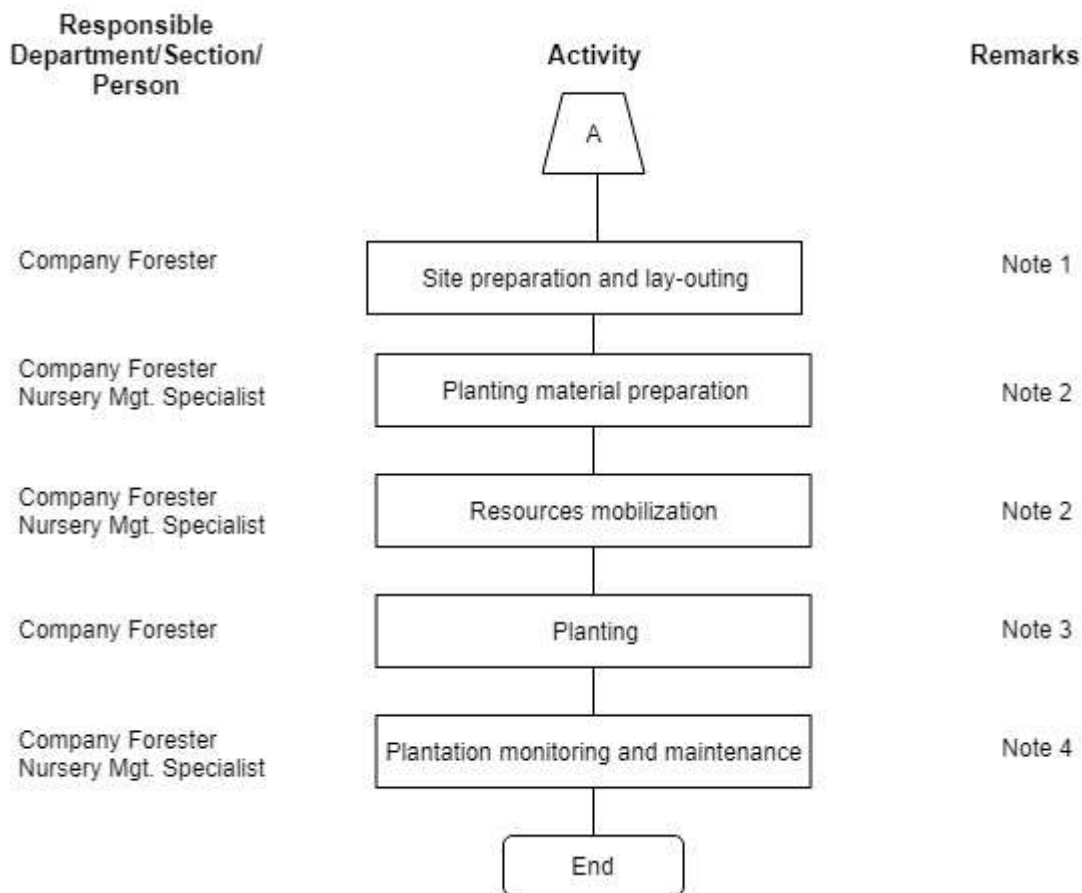 Responsible
Department/Section/
Person
Activity
Remarks
A
Company Forester
Site preparation and lay-outing
Note 1
Company Forester
Nursery Mgt. Specialist
Planting material preparation
Note 2
Company Forester
Nursery Mgt. Specialist
Resources mobilization
Note 2
Company Forester
Planting
Note 3
Company Forester
Nursery Mgt. Specialist
Plantation monitoring and maintenance
Note 4
End